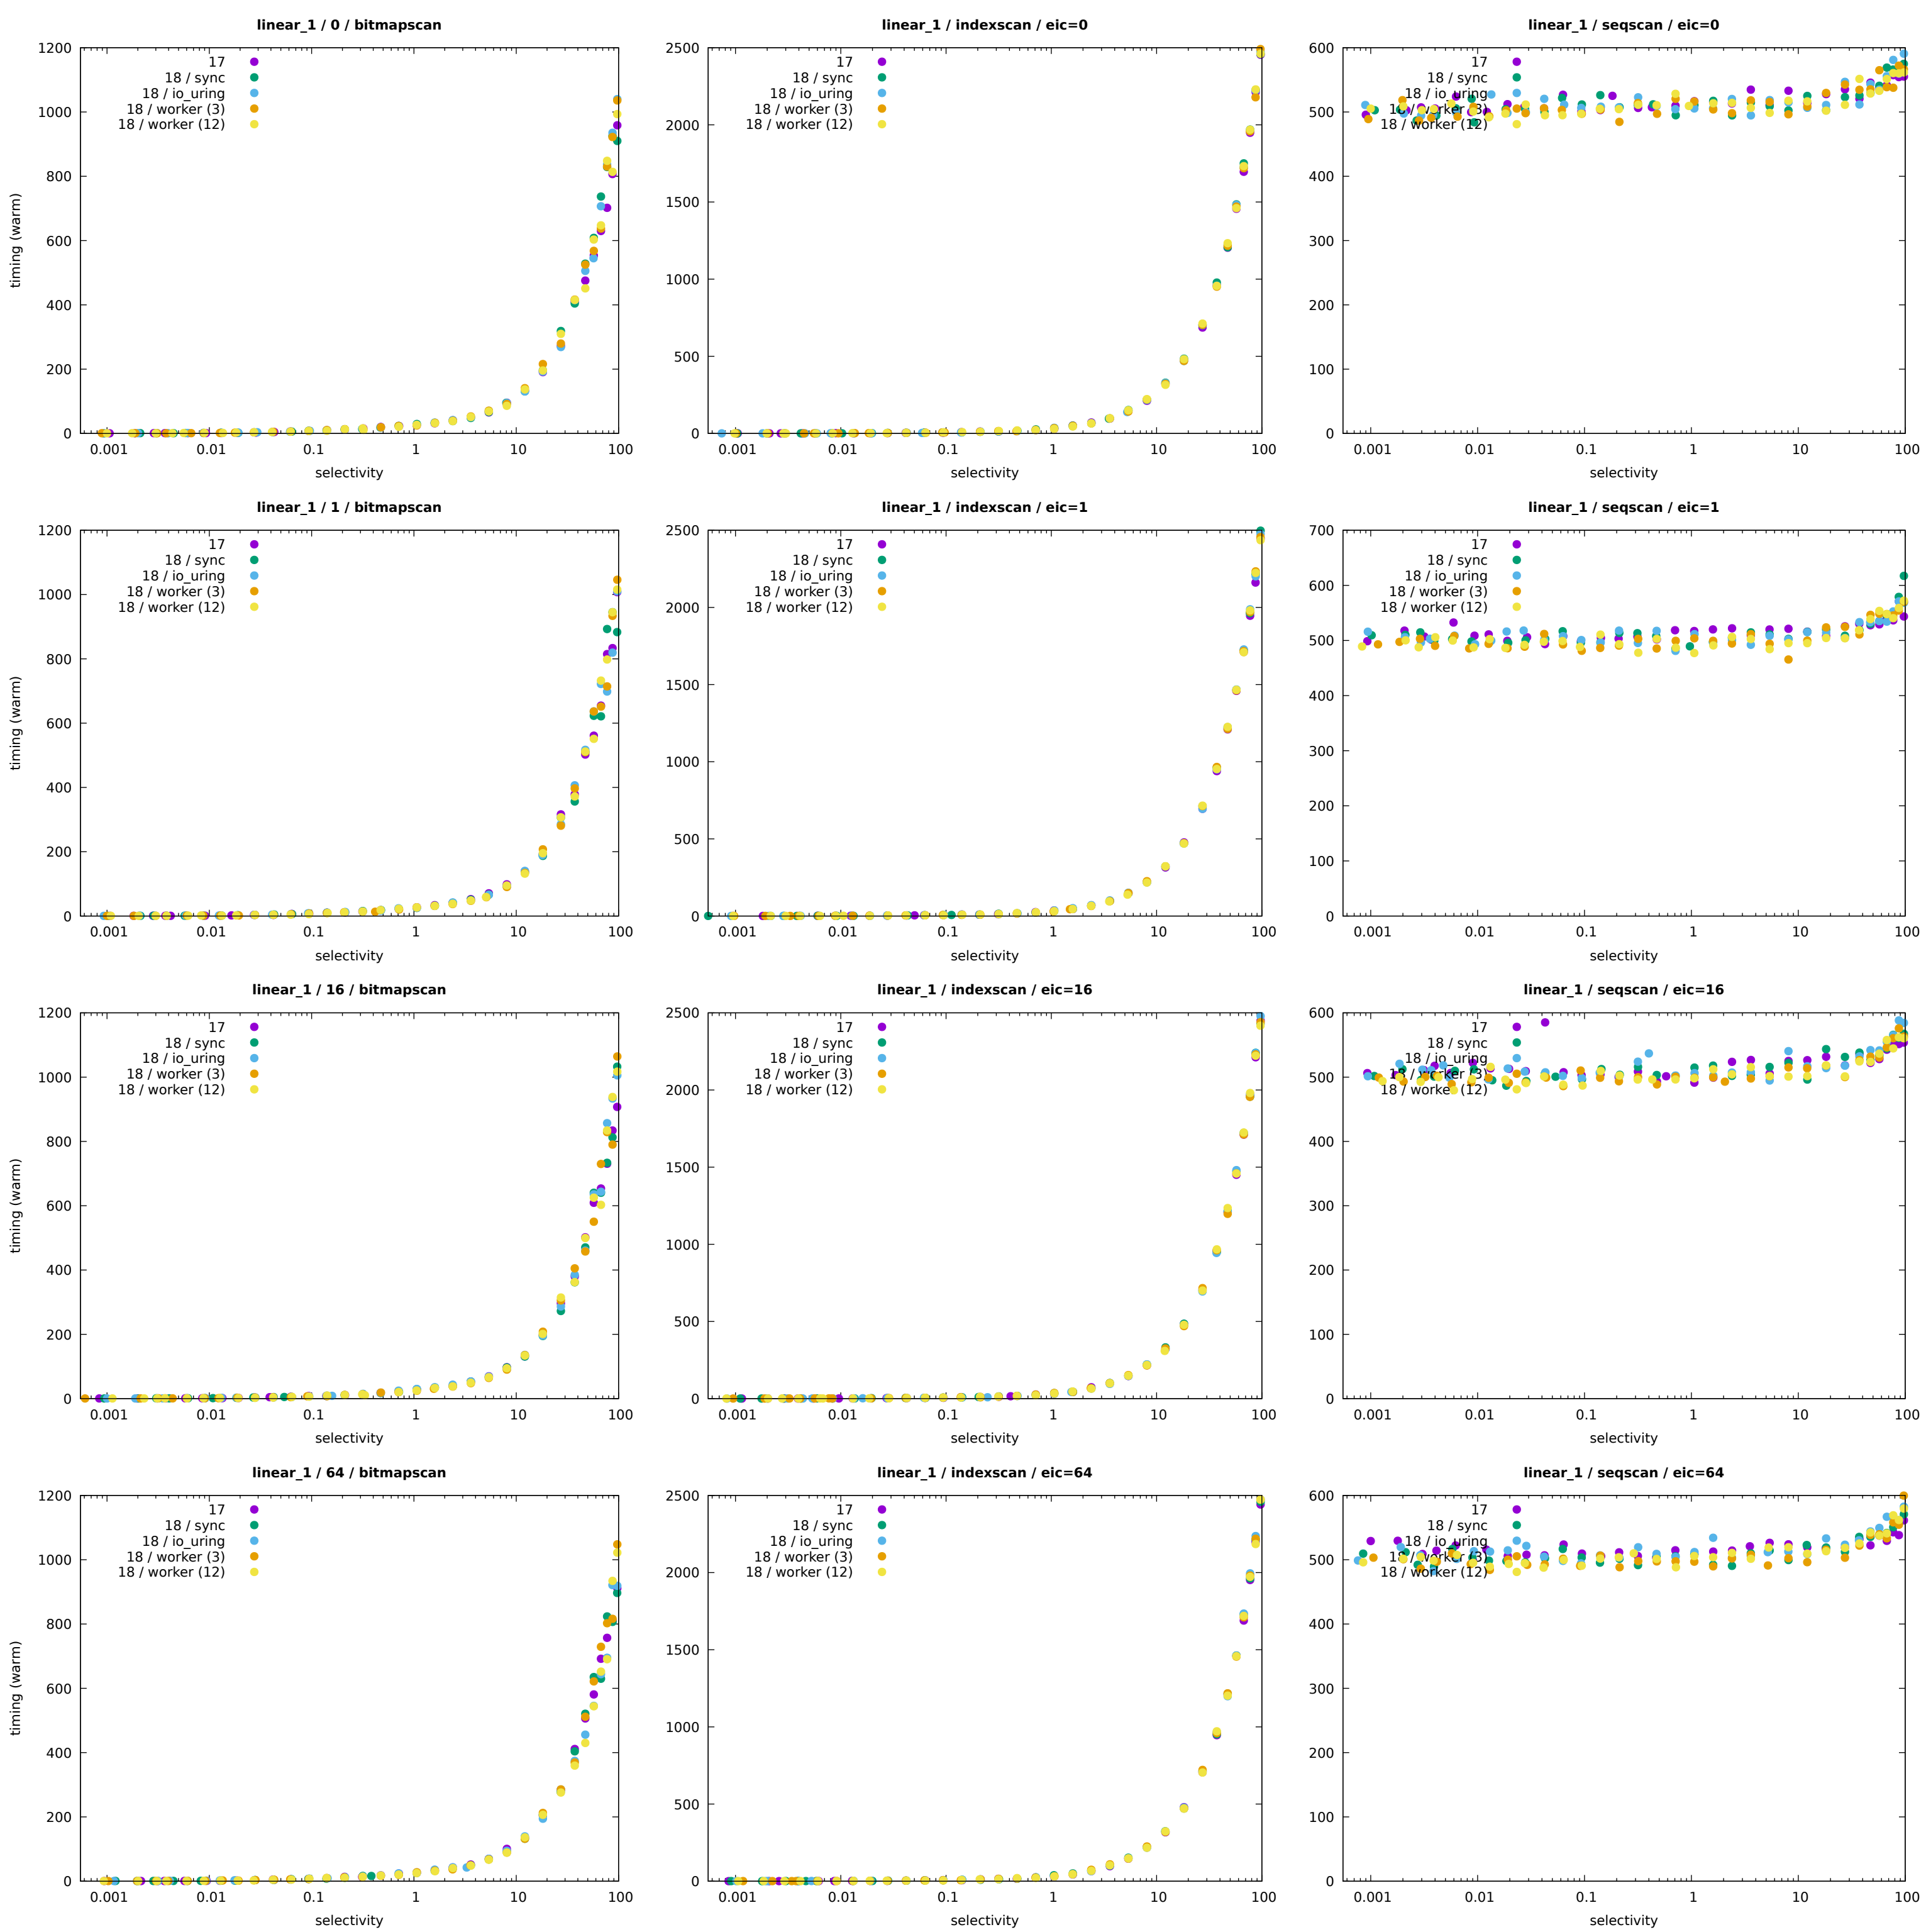 linear_1 / 0 / bitmapscan
timing (warm)
1200
1000
800
600
400
200
0
17
18 / sync
18 / io_uring
18 / worker (3)
18 / worker (12)
0.001 0.01 0.1 1 10 100
selectivity
linear_1 / indexscan / eic=0
2500
2000
1500
1000
500
0
17
18 / sync
18 / io_uring
18 / worker (3)
18 / worker (12)
0.001 0.01 0.1 1 10 100
selectivity
linear_1 / seqscan / eic=0
600
500
400
300
200
100
0
17
18 / sync
18 / io_uring
18 / worker (3)
18 / worker (12)
0.001 0.01 0.1 1 10 100
selectivity
linear_1 / 1 / bitmapscan
timing (warm)
1200
1000
800
600
400
200
0
17
18 / sync
18 / io_uring
18 / worker (3)
18 / worker (12)
0.001 0.01 0.1 1 10 100
selectivity
linear_1 / indexscan / eic=1
2500
2000
1500
1000
500
0
17
18 / sync
18 / io_uring
18 / worker (3)
18 / worker (12)
0.001 0.01 0.1 1 10 100
selectivity
linear_1 / seqscan / eic=1
700
600
500
400
300
200
100
0
17
18 / sync
18 / io_uring
18 / worker (3)
18 / worker (12)
0.001 0.01 0.1 1 10 100
selectivity
linear_1 / 16 / bitmapscan
timing (warm)
1200
1000
800
600
400
200
0
17
18 / sync
18 / io_uring
18 / worker (3)
18 / worker (12)
0.001 0.01 0.1 1 10 100
selectivity
linear_1 / indexscan / eic=16
2500
2000
1500
1000
500
0
17
18 / sync
18 / io_uring
18 / worker (3)
18 / worker (12)
0.001 0.01 0.1 1 10 100
selectivity
linear_1 / seqscan / eic=16
600
500
400
300
200
100
0
17
18 / sync
18 / io_uring
18 / worker (3)
18 / worker (12)
0.001 0.01 0.1 1 10 100
selectivity
linear_1 / 64 / bitmapscan
timing (warm)
1200
1000
800
600
400
200
0
17
18 / sync
18 / io_uring
18 / worker (3)
18 / worker (12)
0.001 0.01 0.1 1 10 100
selectivity
linear_1 / indexscan / eic=64
2500
2000
1500
1000
500
0
17
18 / sync
18 / io_uring
18 / worker (3)
18 / worker (12)
0.001 0.01 0.1 1 10 100
selectivity
linear_1 / seqscan / eic=64
600
500
400
300
200
100
0
17
18 / sync
18 / io_uring
18 / worker (3)
18 / worker (12)
0.001 0.01 0.1 1 10 100
selectivity